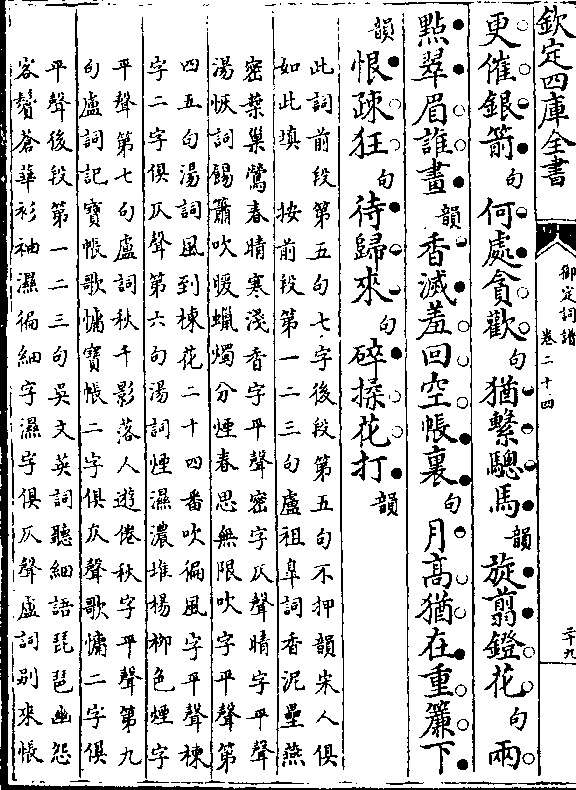 欽定四庫全書
御定詞譜
卷二十四
二十九
更催銀箭句何處貪歡句猶繫驄馬韻旋翦鐙花句兩
點翠眉誰畫韻香滅羞回空帳裏句月高猶在重簾下
韻恨疎狂句待歸來句碎揉花打韻
此詞前段第五句七字後段第五句不押韻宋人俱
如此填　按前段第一二三句盧祖臯詞香泥壘燕
密葉巢鶯春晴寒淺香字平聲密字仄聲晴字平聲
湯恢詞餳簫吹暖蠟燭分煙春思無限吹字平聲第
四五句湯詞風到楝花二十四番吹徧風字平聲楝
字二字俱仄聲第六句湯詞煙濕濃堆楊柳色煙字
平聲第七句盧詞秋千影落人遊倦秋字平聲第九
句盧詞記寶帳歌慵寶帳二字俱仄聲歌慵二字俱
平聲後段第一二三句吳文英詞聽細語琵琶幽怨
客鬢蒼華衫袖濕徧細字濕字俱仄聲盧詞別來悵